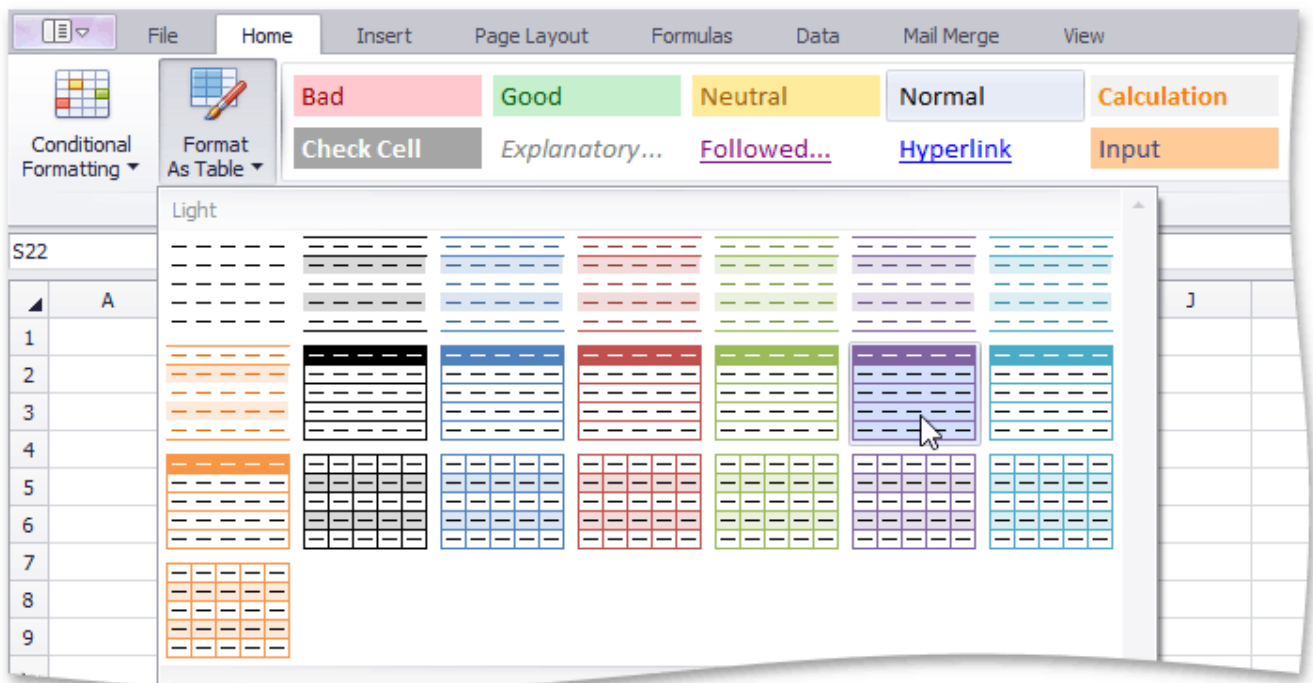 File Home Insert Page Layout Formulas Data Mail Merge View
Bad Good Neutral Normal Calculation
Conditional Formatting
Format As Table
Check Cell Explanatory... Followed... Hyperlink Input
Light
S22
A J
1
2
3
4
5
6
7
8
9